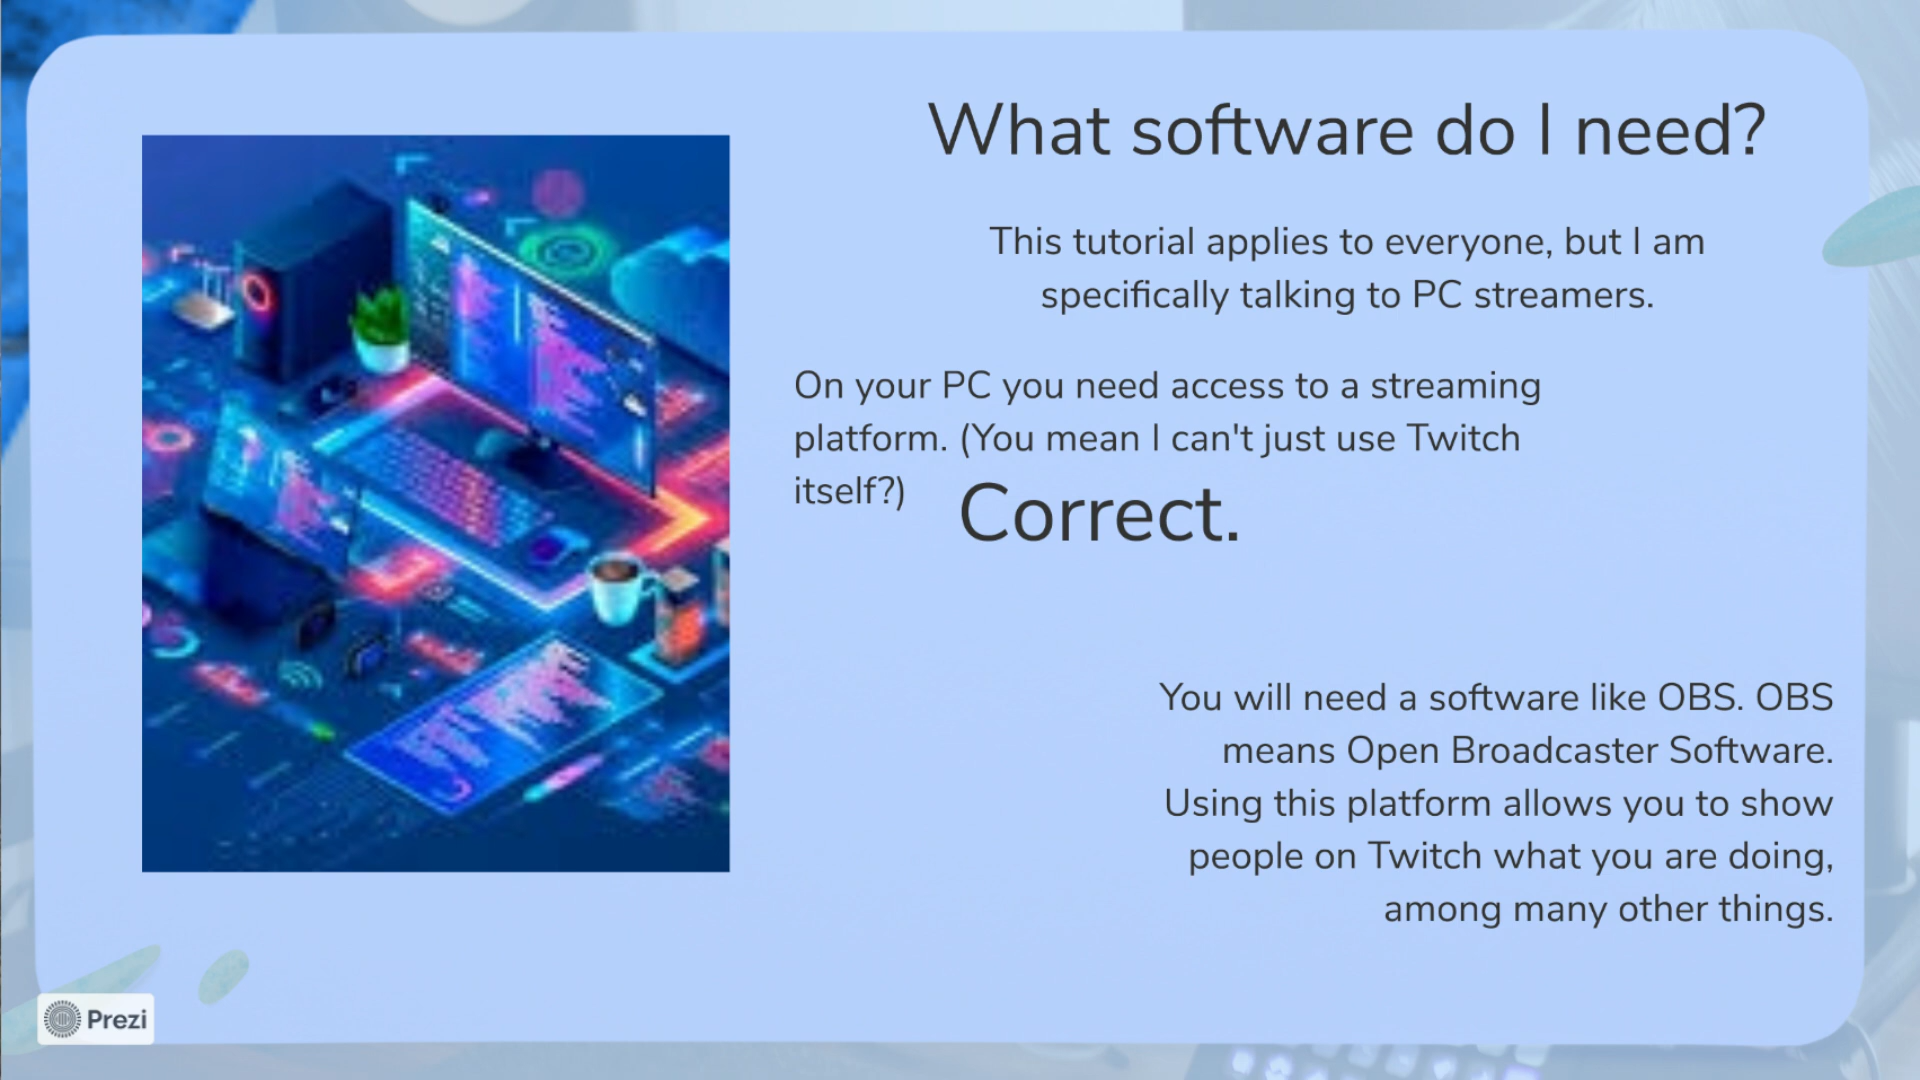 What software do I need?
This tutorial applies to everyone, but I am
specifically talking to PC streamers.
On your PC you need access to a streaming
platform. (You mean I can't just use Twitch
itself?)
Correct.
You will need a software like OBS. OBS
means Open Broadcaster Software.
Using this platform allows you to show
people on Twitch what you are doing,
among many other things.
Prezi